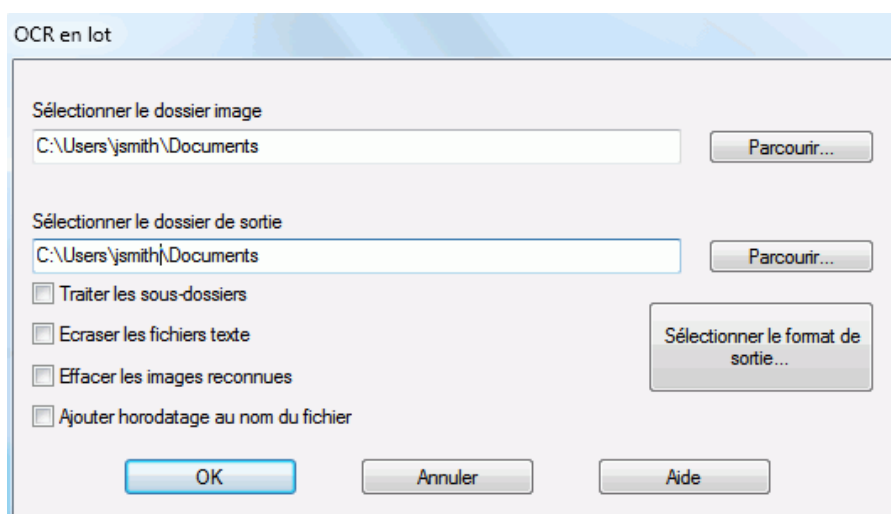 OCR en lot
Sélectionner le dossier image
C:\Users\jsmith\Documents
Parcourir...
Sélectionner le dossier de sortie
C:\Users\jsmith\Documents
Parcourir...
Traiter les sous-dossiers
Ecraser les fichiers texte
Sélectionner le format de
sortie...
Effacer les images reconnues
Ajouter horodatage au nom du fichier
OK
Annuler
Aide